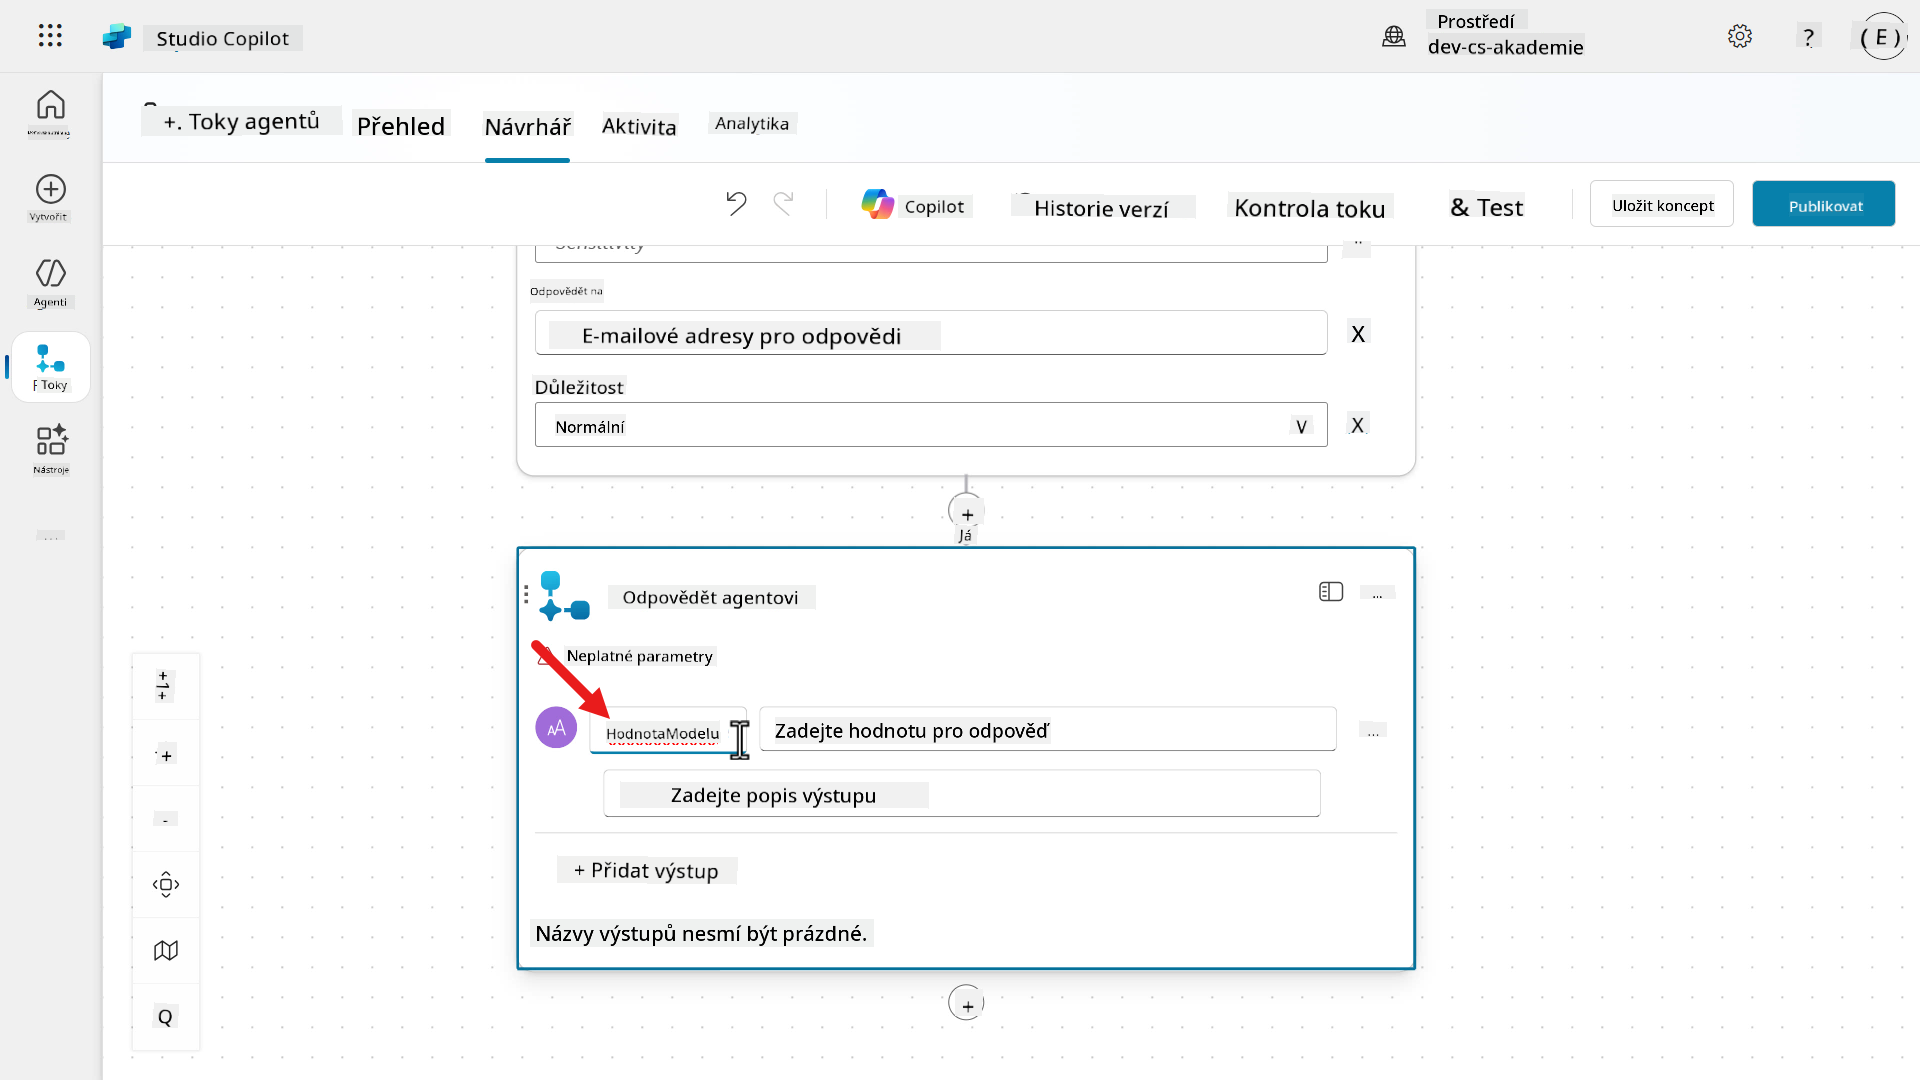 Studio Copilot
Prostředí
dev-cs-akademie
?
( E )
+. Toky agentů
Přehled
Návrhář
Aktivita
Analytika
Copilot
Historie verzí
Kontrola toku
& Test
Uložit koncept
Publikovat
Vytvořit
Agenti
Toky
Nástroje
...
Sensitivity
Odpovědět na
E-mailové adresy pro odpovědi
X
Důležitost
Normální
V
X
+
Já
Odpovědět agentovi
...
Neplatné parametry
AA
HodnotaModelu
Zadejte hodnotu pro odpověď
...
Zadejte popis výstupu
+ Přidat výstup
Názvy výstupů nesmí být prázdné.
+
+
-
Q